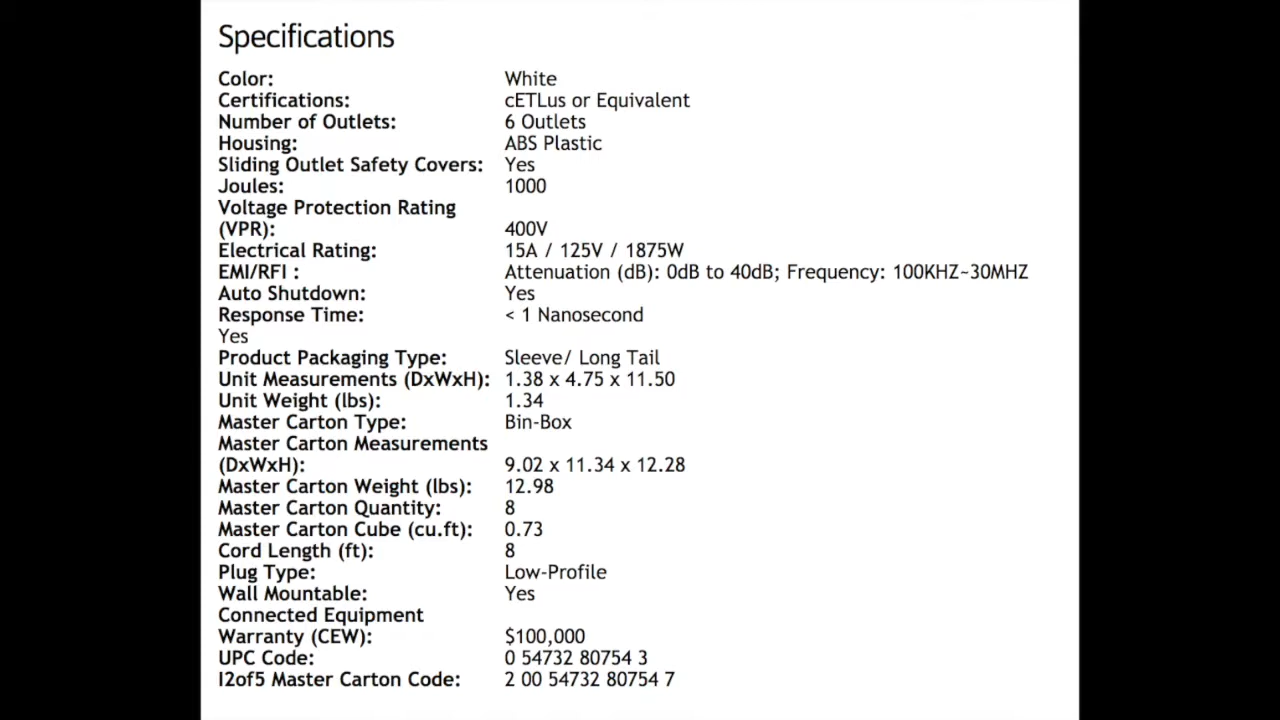 Specifications
Color: White
Certifications: cETLus or Equivalent
Number of Outlets: 6 Outlets
Housing: ABS Plastic
Sliding Outlet Safety Covers: Yes
Joules: 1000
Voltage Protection Rating
(VPR): 400V
Electrical Rating: 15A / 125V / 1875W
EMI/RFI : Attenuation (dB): 0dB to 40dB; Frequency: 100KHZ~30MHZ
Auto Shutdown: Yes
Response Time: < 1 Nanosecond
Yes
Product Packaging Type: Sleeve/ Long Tail
Unit Measurements (DxWxH): 1.38 x 4.75 x 11.50
Unit Weight (lbs): 1.34
Master Carton Type: Bin-Box
Master Carton Measurements
(DxWxH): 9.02 x 11.34 x 12.28
Master Carton Weight (lbs): 12.98
Master Carton Quantity: 8
Master Carton Cube (cu.ft): 0.73
Cord Length (ft): 8
Plug Type: Low-Profile
Wall Mountable: Yes
Connected Equipment
Warranty (CEW): $100,000
UPC Code: 0 54732 80754 3
I2of5 Master Carton Code: 2 00 54732 80754 7